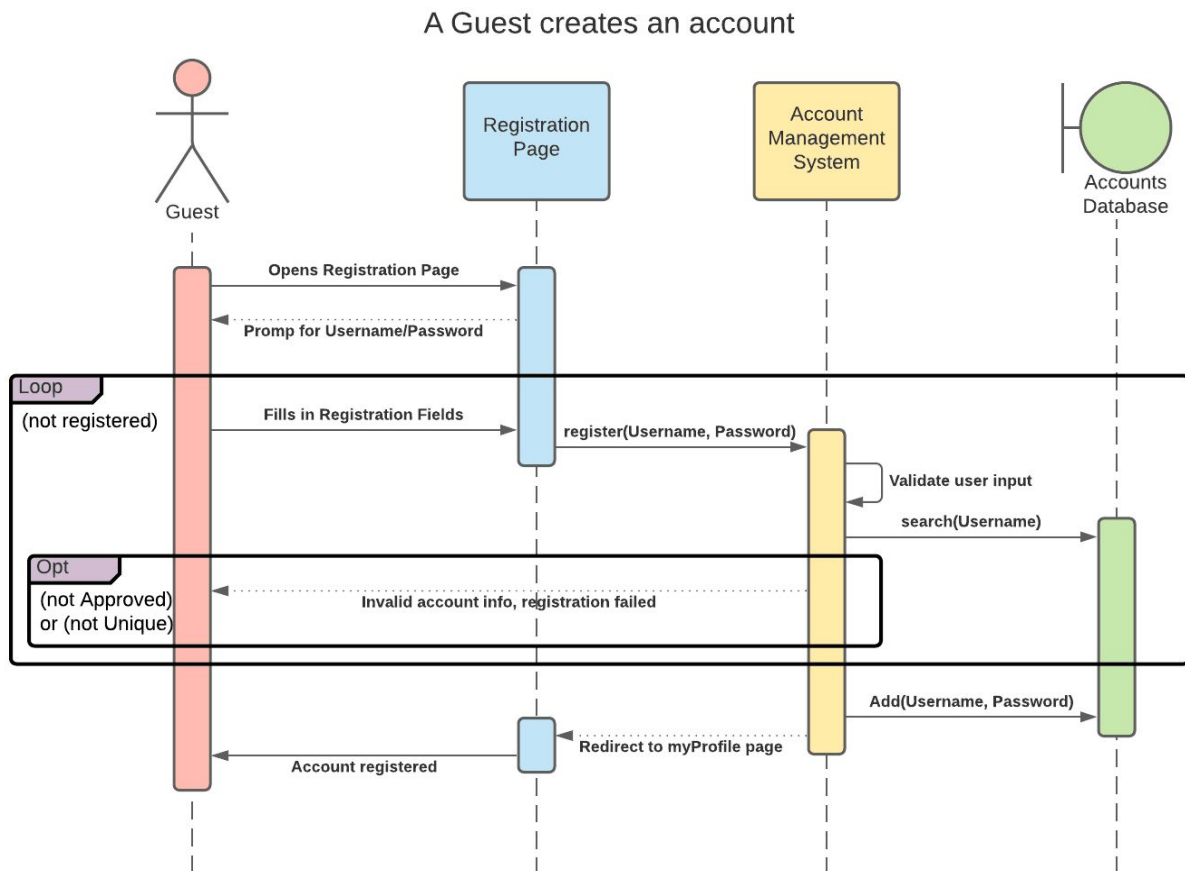 A Guest creates an account
Registration
Page
Account
Management
System
Guest
Accounts
Database
Opens Registration Page
Promp for Username/Password
Loop
(not registered)
Fills in Registration Fields
register(Username, Password)
Validate user input
search(Username)
Opt
(not Approved)
or (not Unique)
Invalid account info, registration failed
Add(Username, Password)
Redirect to myProfile page
Account registered